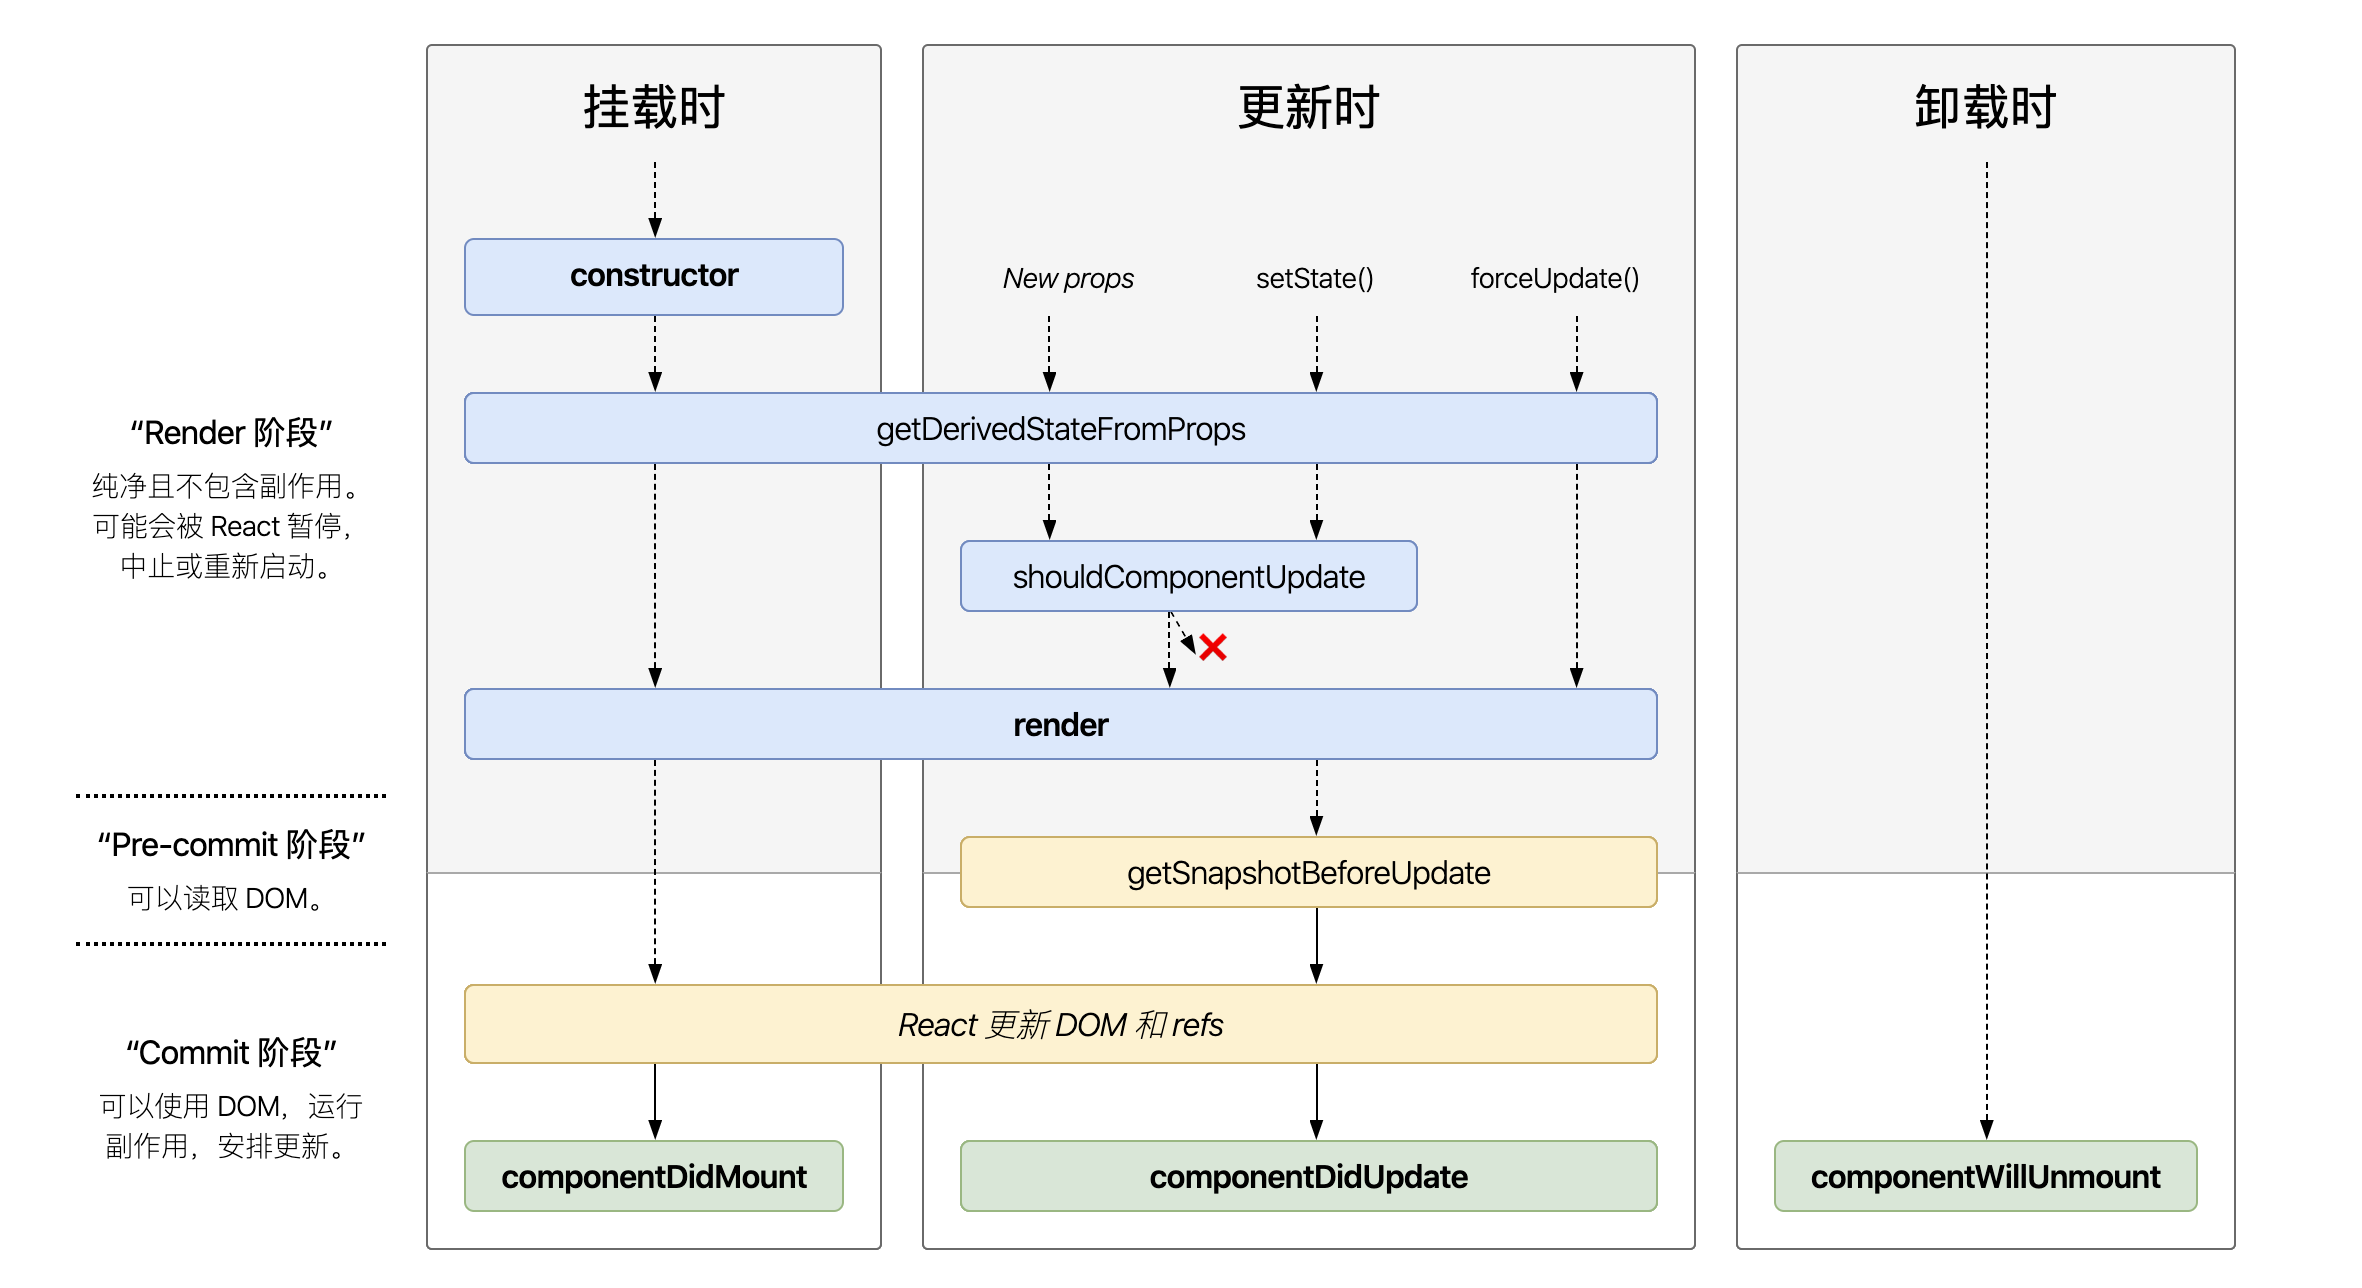 挂载时
更新时
卸载时
constructor
New props
setState()
forceUpdate()
getDerivedStateFromProps
“Render 阶段”
纯净且不包含副作用。
可能会被 React 暂停，
中止或重新启动。
shouldComponentUpdate
render
“Pre-commit 阶段”
可以读取 DOM。
getSnapshotBeforeUpdate
React 更新 DOM 和 refs
“Commit 阶段”
可以使用 DOM，运行
副作用，安排更新。
componentDidMount
componentDidUpdate
componentWillUnmount